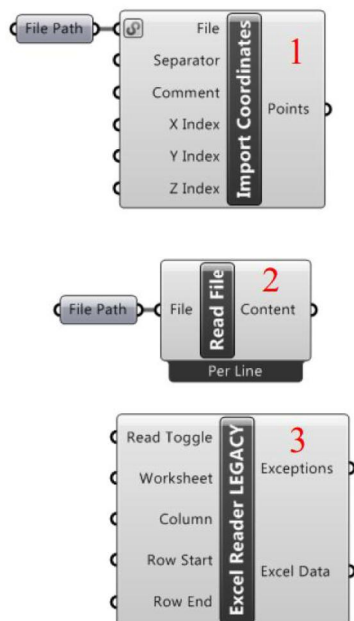 File Path
File
Separator
Comment
X Index
Y Index
Z Index
Import Coordinates
1
Points
File Path
File
Read File
2
Content
Per Line
Read Toggle
Worksheet
Column
Row Start
Row End
Excel Reader LEGACY
3
Exceptions
Excel Data